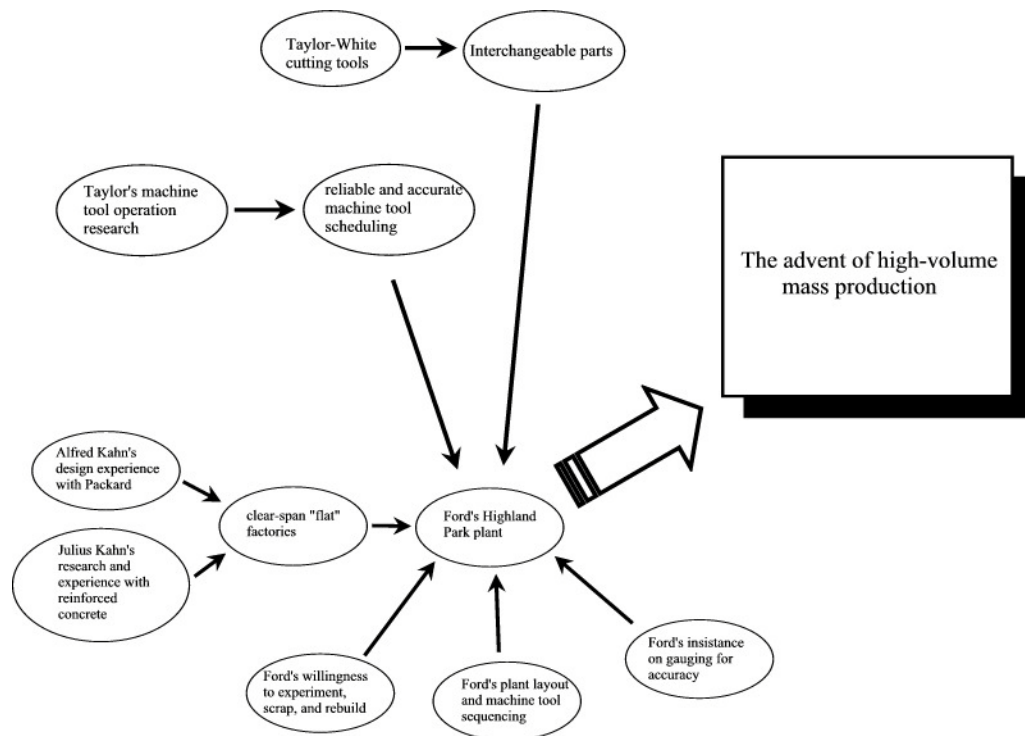 Taylor-White
cutting tools
Interchangeable parts
Taylor's machine
tool operation
research
reliable and accurate
machine tool
scheduling
The advent of high-volume
mass production
Alfred Kahn's
design experience
with Packard
clear-span "flat"
factories
Ford's Highland
Park plant
Julius Kahn's
research and
experience with
reinforced
concrete
Ford's willingness
to experiment,
scrap, and rebuild
Ford's plant layout
and machine tool
sequencing
Ford's insistance
on gauging for
accuracy